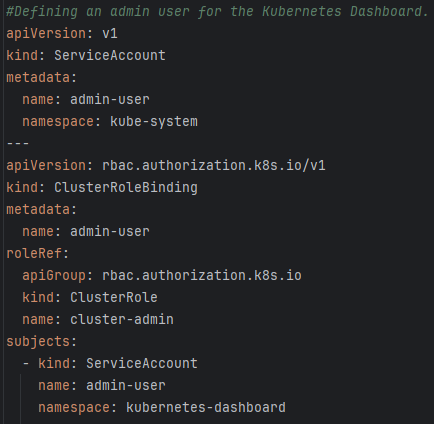 #Defining an admin user for the Kubernetes Dashboard.
apiVersion: v1
kind: ServiceAccount
metadata:
  name: admin-user
  namespace: kube-system
---
apiVersion: rbac.authorization.k8s.io/v1
kind: ClusterRoleBinding
metadata:
  name: admin-user
roleRef:
  apiGroup: rbac.authorization.k8s.io
  kind: ClusterRole
  name: cluster-admin
subjects:
  - kind: ServiceAccount
    name: admin-user
    namespace: kubernetes-dashboard